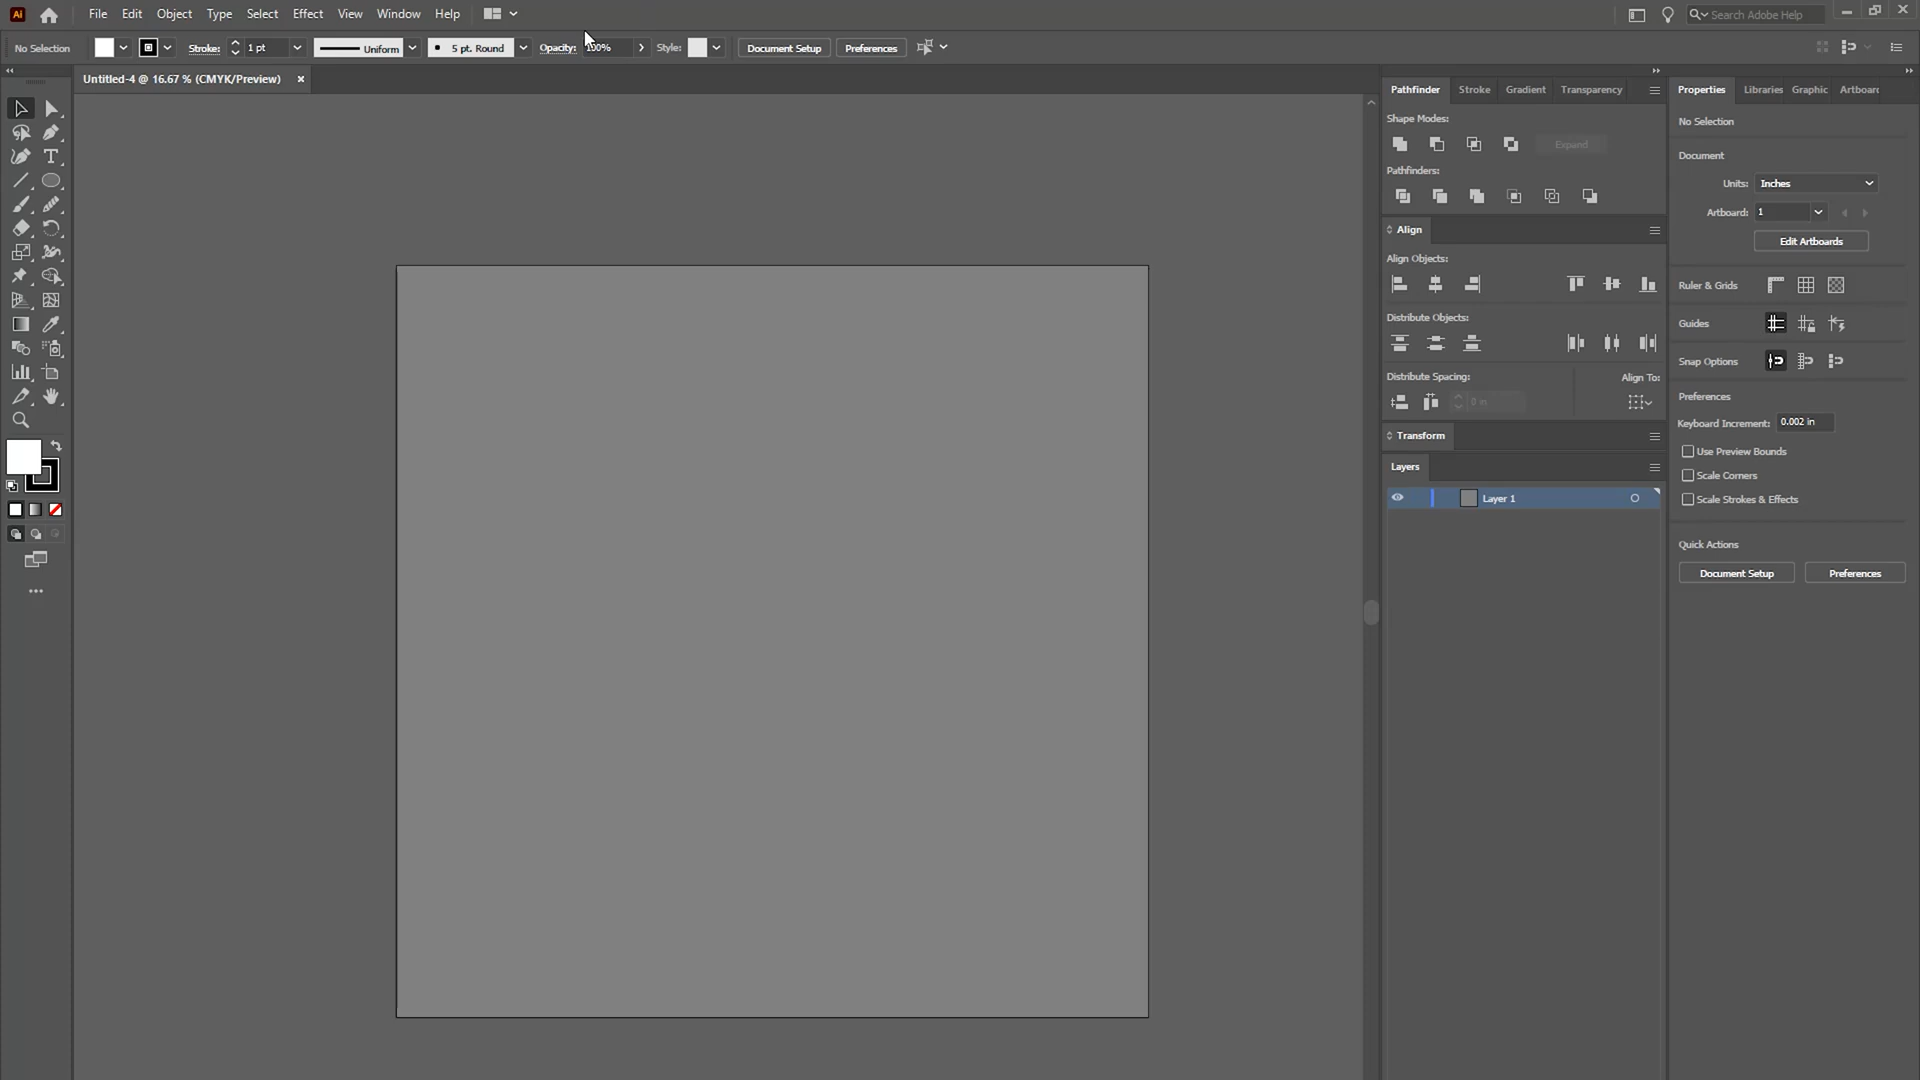 Ai File Edit Object Type Select Effect View Window Help Search Adobe Help
No Selection Stroke: 1 pt Uniform 5 pt. Round Opacity: 100% Style: Document Setup Preferences
Untitled-4 @ 16.67 % (CMYK/Preview)
Pathfinder Stroke Gradient Transparency
Shape Modes:
Expand
Pathfinders:
Align
Align Objects:
Distribute Objects:
Distribute Spacing: Align To:
0 in
Transform
Layers
Layer 1
Properties Libraries Graphic Artboard
No Selection
Document
Units: Inches
Artboard: 1
Edit Artboards
Ruler & Grids
Guides
Snap Options
Preferences
Keyboard Increment: 0.002 in
Use Preview Bounds
Scale Corners
Scale Strokes & Effects
Quick Actions
Document Setup Preferences